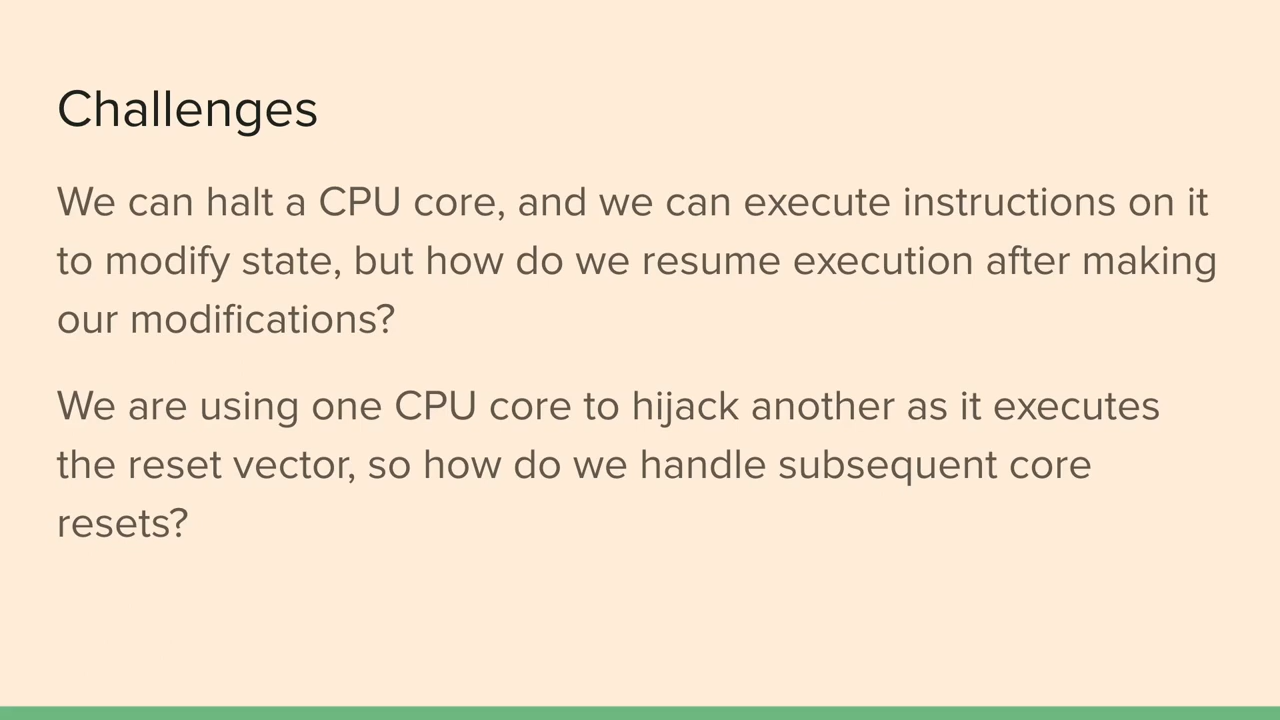 Challenges
We can halt a CPU core, and we can execute instructions on it
to modify state, but how do we resume execution after making
our modifications?
We are using one CPU core to hijack another as it executes
the reset vector, so how do we handle subsequent core
resets?